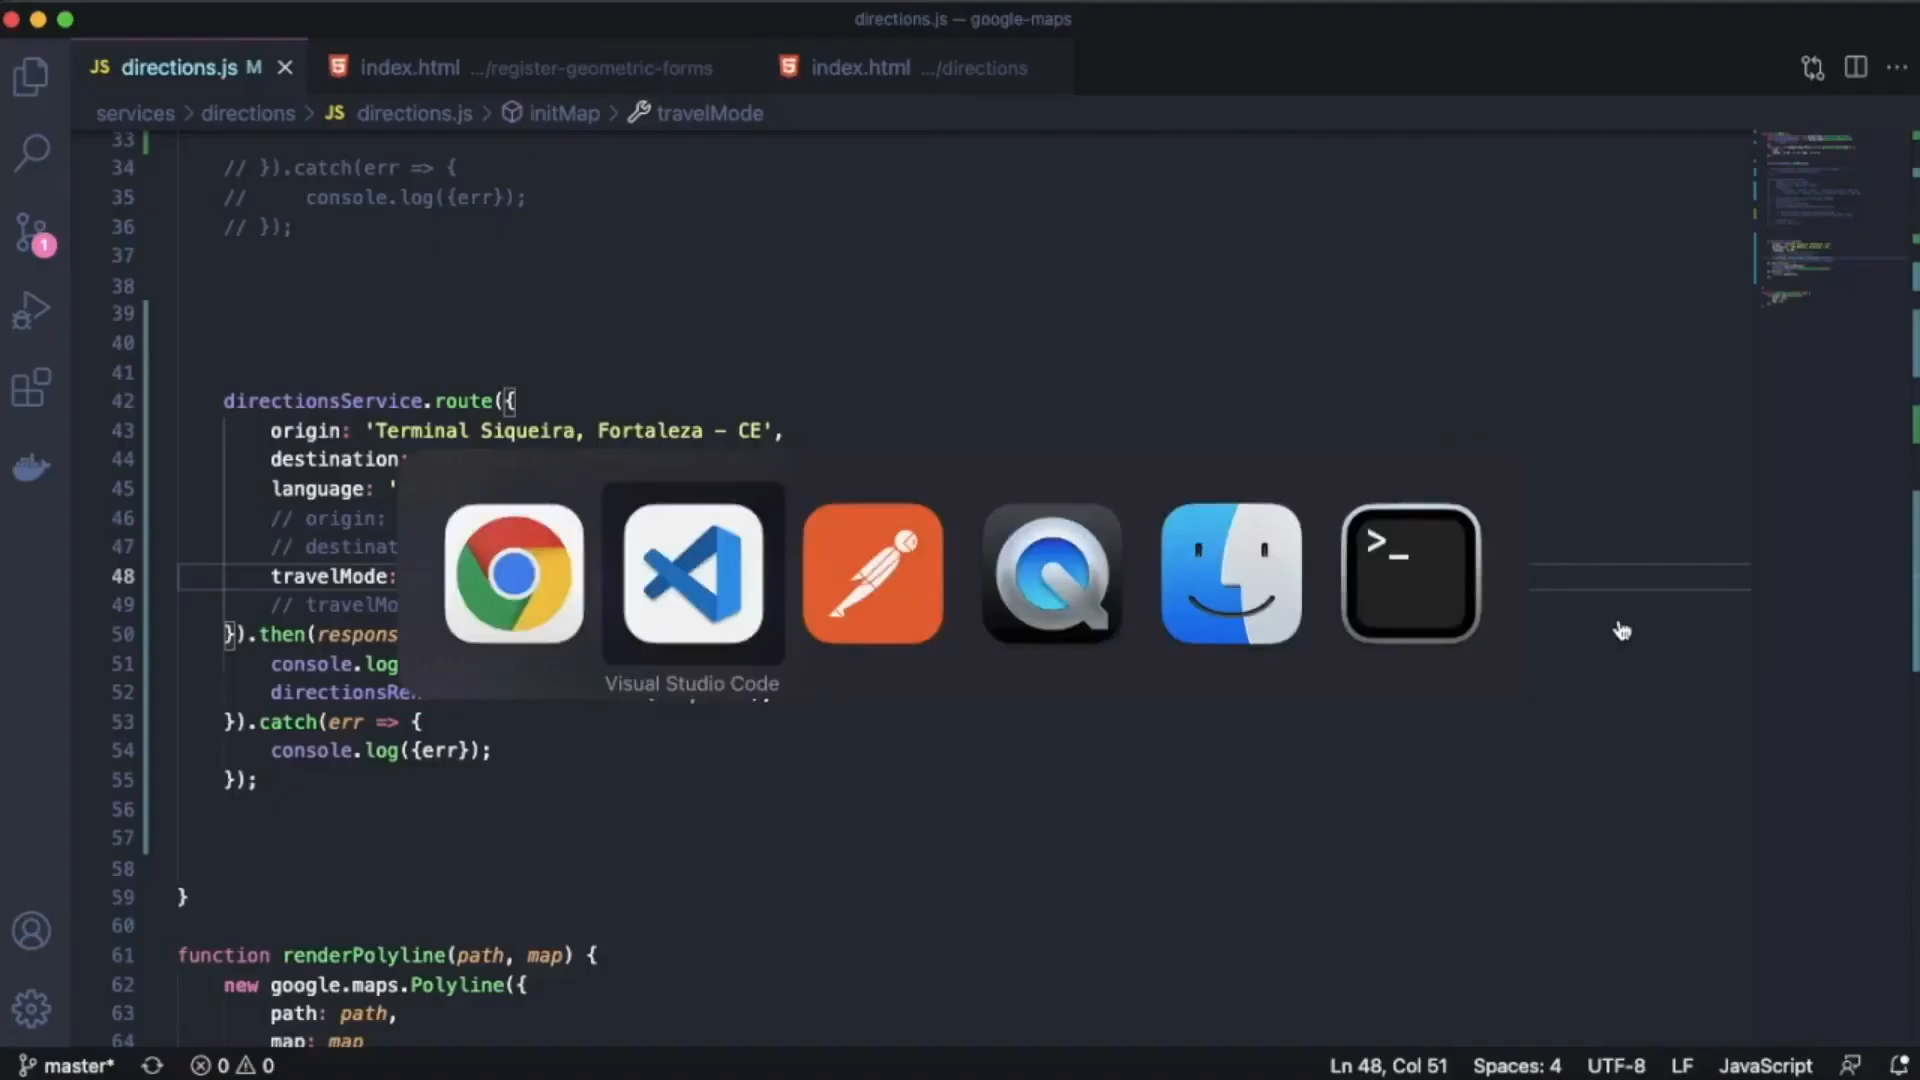 directions.js — google-maps
JS directions.js M
index.html .../register-geometric-forms
index.html .../directions
services > directions > JS directions.js > initMap > travelMode
33
34 // }).catch(err => {
35 // console.log({err});
36 // });
37
38
39
40
41
42 directionsService.route({
43 origin: 'Terminal Siqueira, Fortaleza - CE',
44 destination:
45 language: '
46 // origin:
47 // destinat
48 travelMode:
49 // travelMo
50 }).then(respons
51 console.log
52 directionsRe
53 }).catch(err => {
54 console.log({err});
55 });
56
57
58
59 }
60
61 function renderPolyline(path, map) {
62 new google.maps.Polyline({
63 path: path,
64 map: map
1
>_
Visual Studio Code
master* 0 0
Ln 48, Col 51 Spaces: 4 UTF-8 LF JavaScript